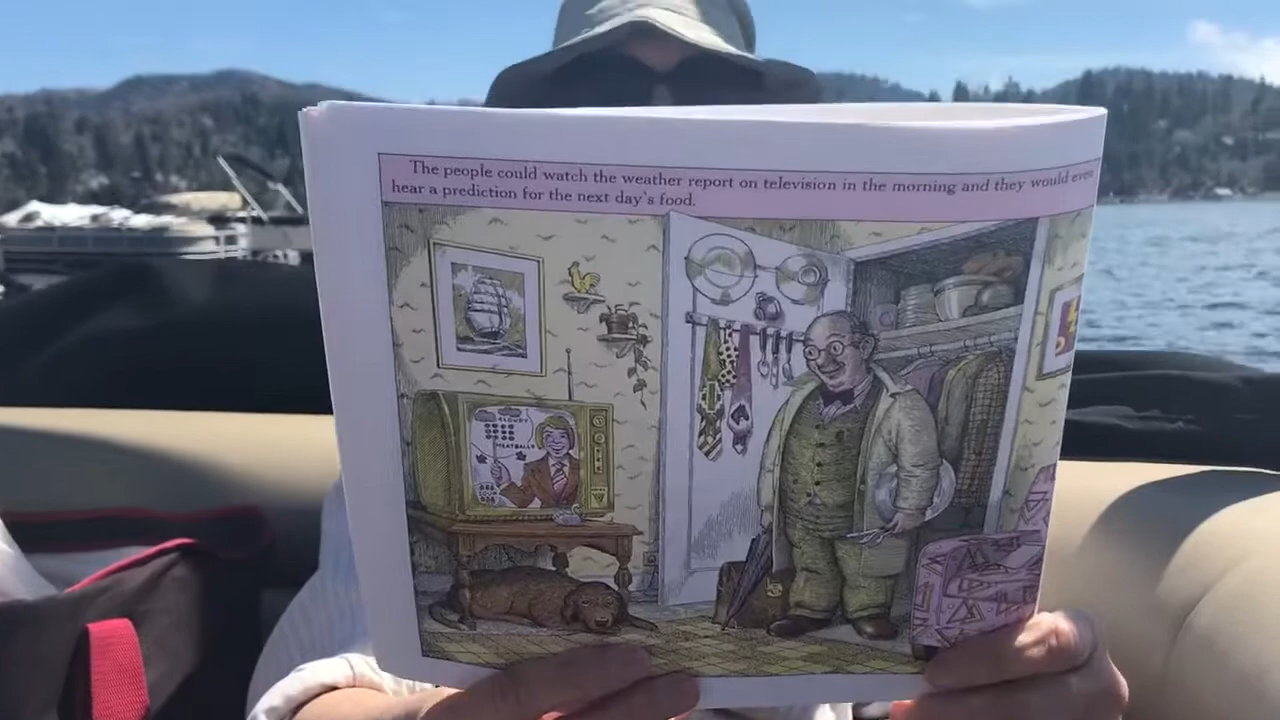 The people could watch the weather report on television in the morning and they would even
hear a prediction for the next day's food.
CLOUDY
MEATBALLS
SOUP